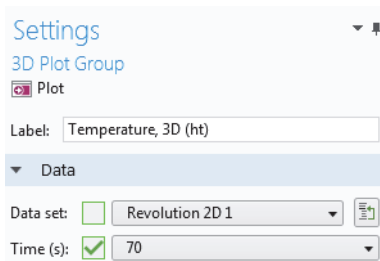 Settings
3D Plot Group
Plot
Label: Temperature, 3D (ht)
Data
Data set: Revolution 2D 1
Time (s): 70